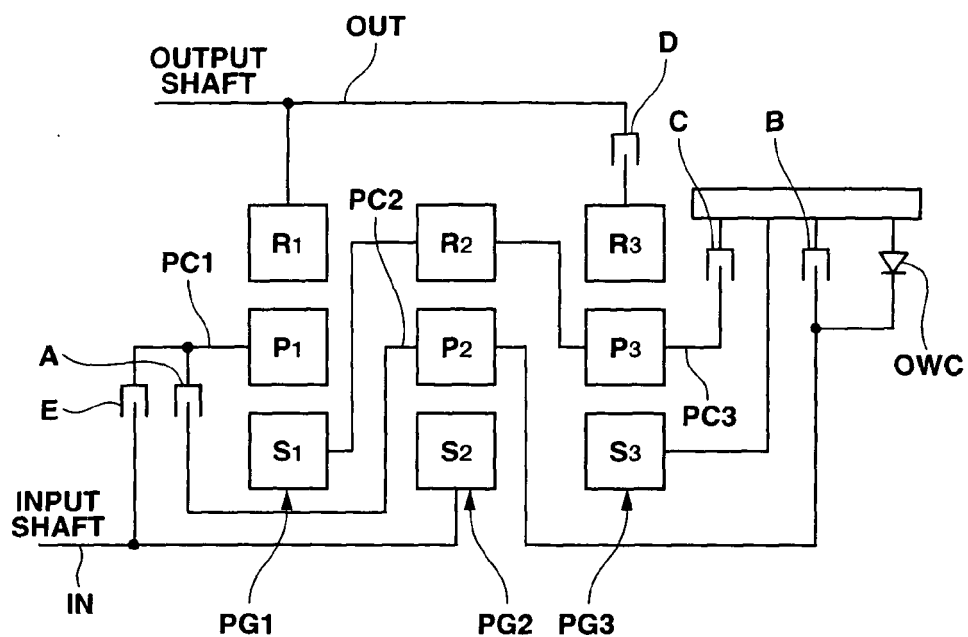 OUT
OUTPUT
SHAFT
D
C
B
PC2
R1
R2
R3
PC1
A
P1
P2
P3
OWC
E
PC3
S1
S2
S3
INPUT
SHAFT
IN
PG1
PG2
PG3